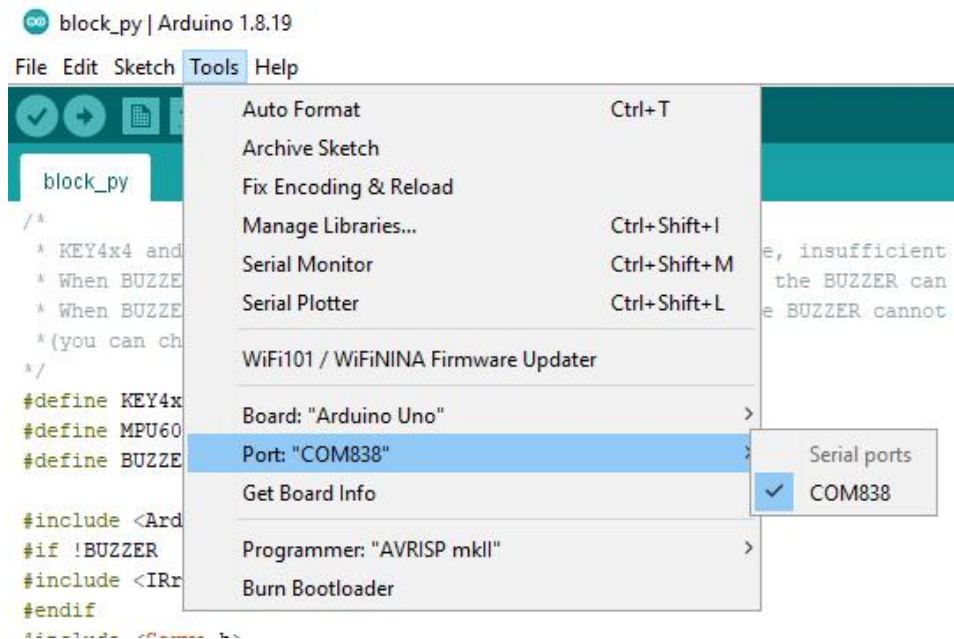 block_py | Arduino 1.8.19
File Edit Sketch Tools Help
Auto Format Ctrl+T
Archive Sketch
Fix Encoding & Reload
Manage Libraries... Ctrl+Shift+I
Serial Monitor Ctrl+Shift+M
Serial Plotter Ctrl+Shift+L
WiFi101 / WiFiNINA Firmware Updater
Board: "Arduino Uno"
Port: "COM838"
Get Board Info
Programmer: "AVRISP mkII"
Burn Bootloader
Serial ports
COM838
block_py
/*
* KEY4x4 and e, insufficient
* When BUZZE the BUZZER can
* When BUZZE e BUZZER cannot
*(you can ch
*/
#define KEY4x
#define MPU60
#define BUZZE
#include <Ard
#if !BUZZER
#include <IRr
#endif